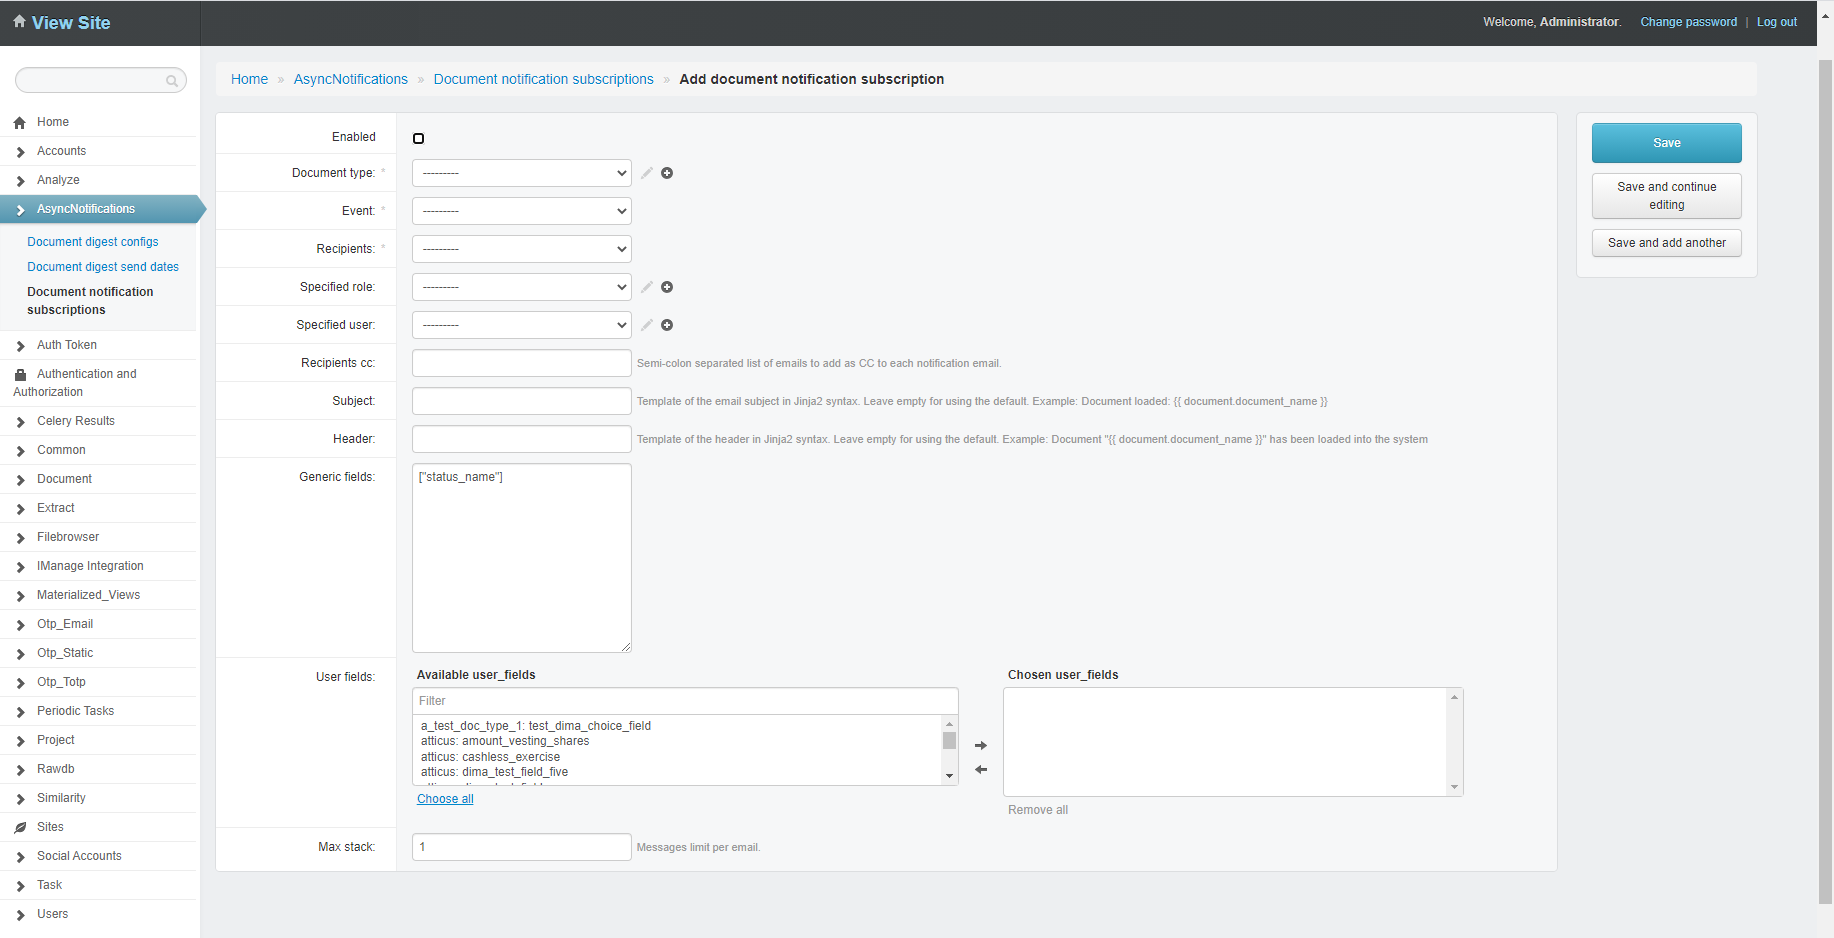 View Site
Welcome, Administrator. Change password | Log out
Home » AsyncNotifications » Document notification subscriptions » Add document notification subscription
Home
Accounts
Analyze
AsyncNotifications
Document digest configs
Document digest send dates
Document notification
subscriptions
Auth Token
Authentication and
Authorization
Celery Results
Common
Document
Extract
Filebrowser
IManage Integration
Materialized_Views
Otp_Email
Otp_Static
Otp_Totp
Periodic Tasks
Project
Rawdb
Similarity
Sites
Social Accounts
Task
Users
Enabled
Document type: * ---------
Event: * ---------
Recipients: * ---------
Specified role: ---------
Specified user: ---------
Recipients cc: Semi-colon separated list of emails to add as CC to each notification email.
Subject: Template of the email subject in Jinja2 syntax. Leave empty for using the default. Example: Document loaded: {{ document.document_name }}
Header: Template of the header in Jinja2 syntax. Leave empty for using the default. Example: Document "{{ document.document_name }}" has been loaded into the system
Generic fields: ["status_name"]
User fields:
Available user_fields
Filter
a_test_doc_type_1: test_dima_choice_field
atticus: amount_vesting_shares
atticus: cashless_exercise
atticus: dima_test_field_five
Choose all
Chosen user_fields
Remove all
Max stack: 1 Messages limit per email.
Save
Save and continue
editing
Save and add another